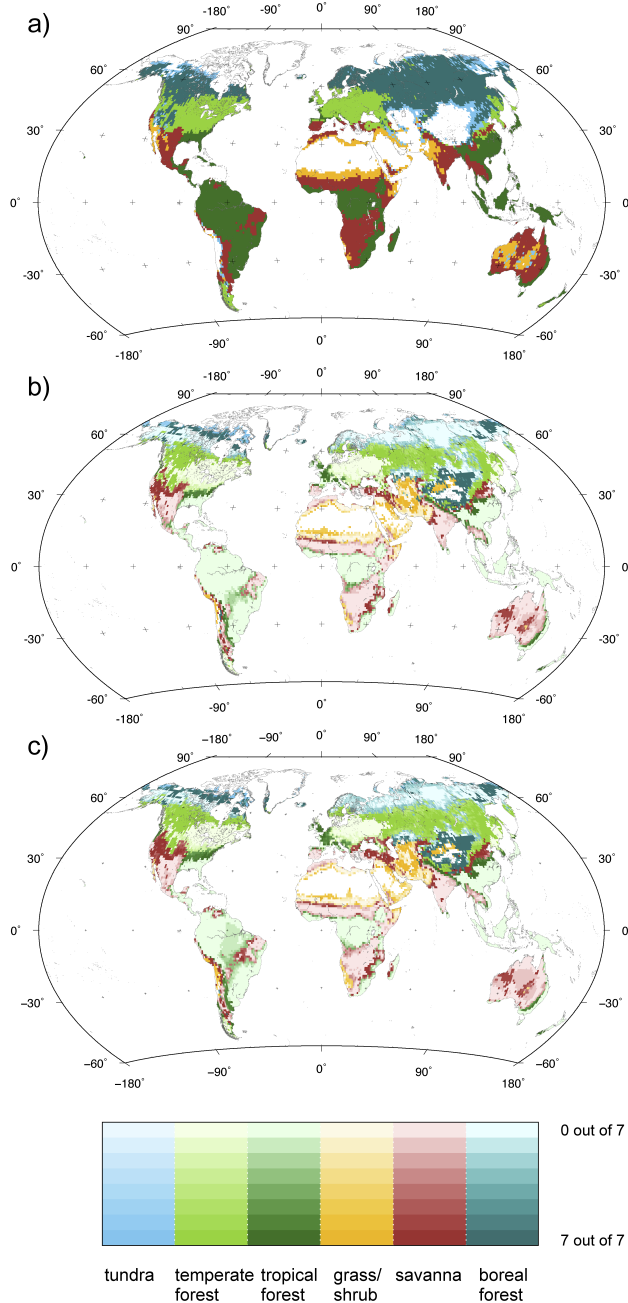 a)
-180° -90° 0° 90° 180°
90° 90°
60° 60°
30° 30°
0° 0°
-30° -30°
-60° -60°
-180° -90° 0° 90° 180°
b)
-90° 0° 90° 180°
90° 90°
60° 60°
30° 30°
0° 0°
-30° -30°
-60° -60°
-180° -90° 0° 90° 180°
c)
−180° −90° 0° 90° 180°
90° 90°
60° 60°
30° 30°
0° 0°
−30° −30°
−60° −60°
−180° −90° 0° 90° 180°
0 out of 7
7 out of 7
tundra temperate tropical grass/ savanna boreal
forest forest shrub forest